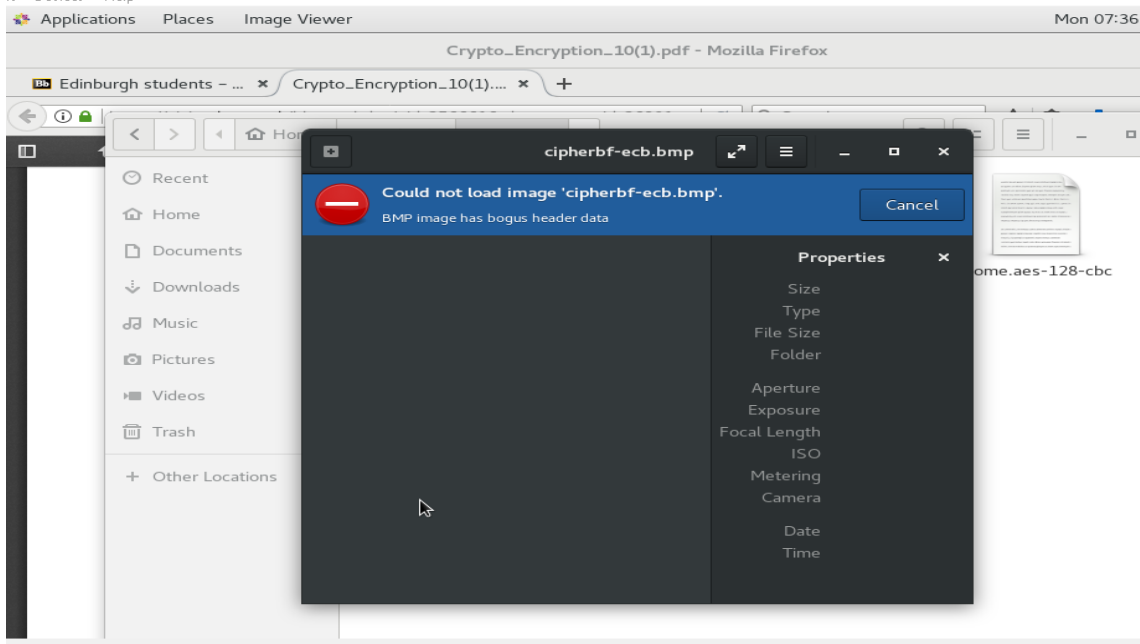 Applications Places Image Viewer Mon 07:36
Crypto_Encryption_10(1).pdf - Mozilla Firefox
Bb Edinburgh students – ... × Crypto_Encryption_10(1).... × +
Hom
cipherbf-ecb.bmp
Could not load image 'cipherbf-ecb.bmp'.
BMP image has bogus header data
Cancel
Recent
Home
Documents
Downloads
Music
Pictures
Videos
Trash
+ Other Locations
Properties ×
Size
Type
File Size
Folder
Aperture
Exposure
Focal Length
ISO
Metering
Camera
Date
Time
ome.aes-128-cbc